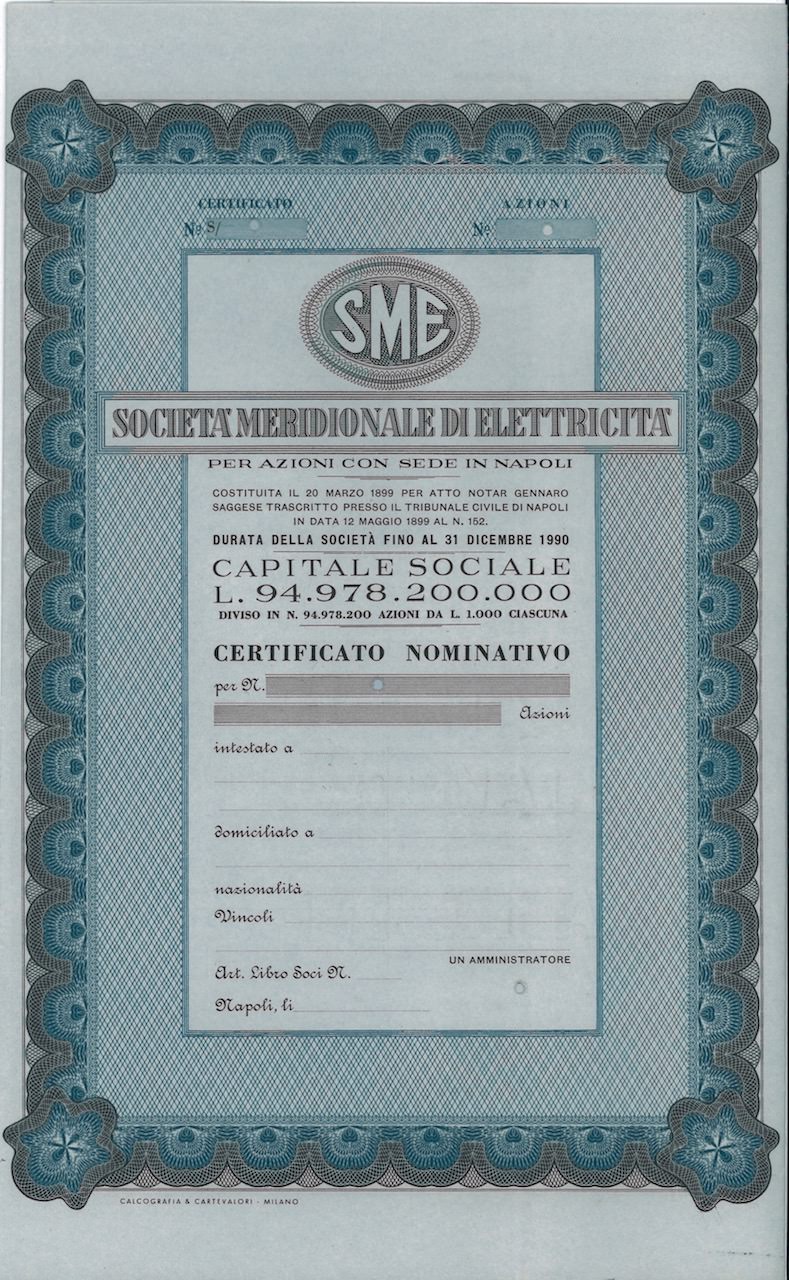 CERTIFICATO
AZIONI
Nº S/
Nº
SME
SOCIETÀ MERIDIONALE DI ELETTRICITÀ
PER AZIONI CON SEDE IN NAPOLI
COSTITUITA IL 20 MARZO 1899 PER ATTO NOTAR GENNARO
SAGGESE TRASCRITTO PRESSO IL TRIBUNALE CIVILE DI NAPOLI
IN DATA 12 MAGGIO 1899 AL N. 152.
DURATA DELLA SOCIETÀ FINO AL 31 DICEMBRE 1990
CAPITALE SOCIALE
L. 94.978.200.000
DIVISO IN N. 94.978.200 AZIONI DA L. 1.000 CIASCUNA
CERTIFICATO NOMINATIVO
per N.
Azioni
intestato a
domiciliato a
nazionalità
Vincoli
UN AMMINISTRATORE
Art. Libro Soci N.
Napoli, li
CALCOGRAFIA & CARTEVALORI - MILANO